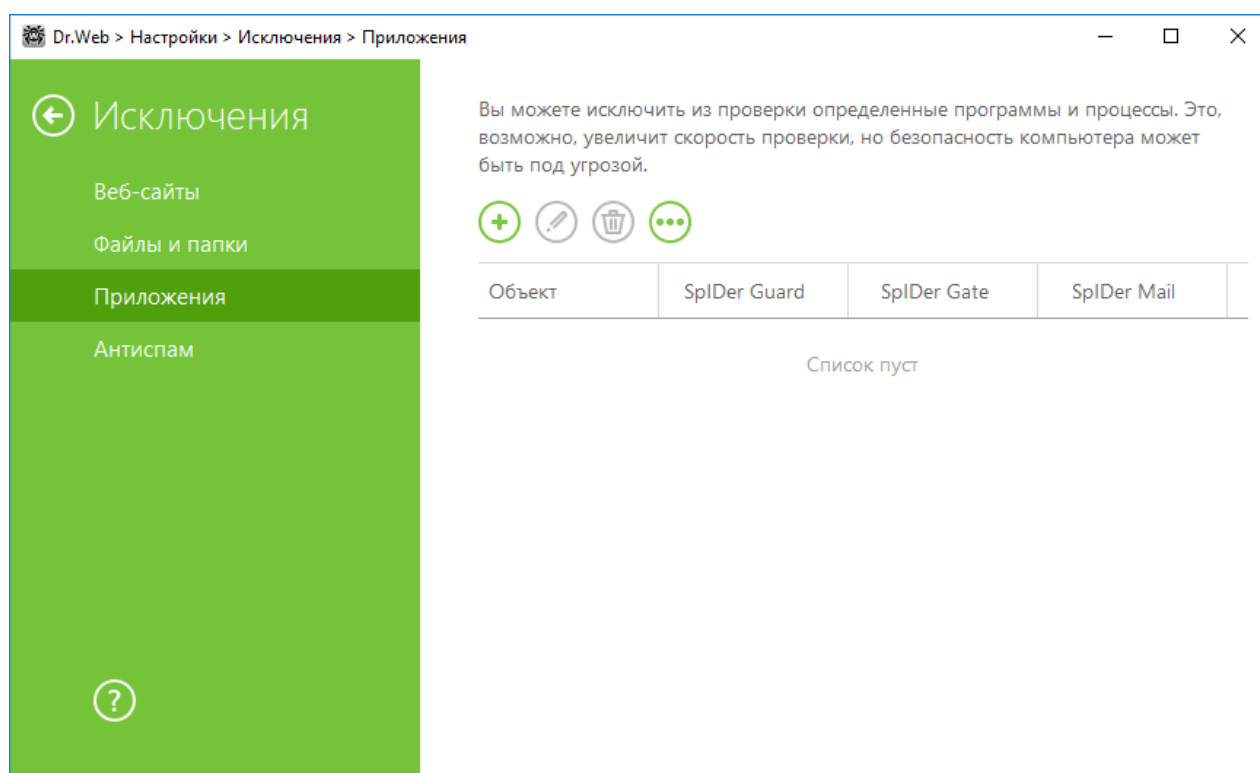 Dr.Web > Настройки > Исключения > Приложения
Исключения
Веб-сайты
Файлы и папки
Приложения
Антиспам
?
Вы можете исключить из проверки определенные программы и процессы. Это,
возможно, увеличит скорость проверки, но безопасность компьютера может
быть под угрозой.
Объект SpIDer Guard SpIDer Gate SpIDer Mail
Список пуст